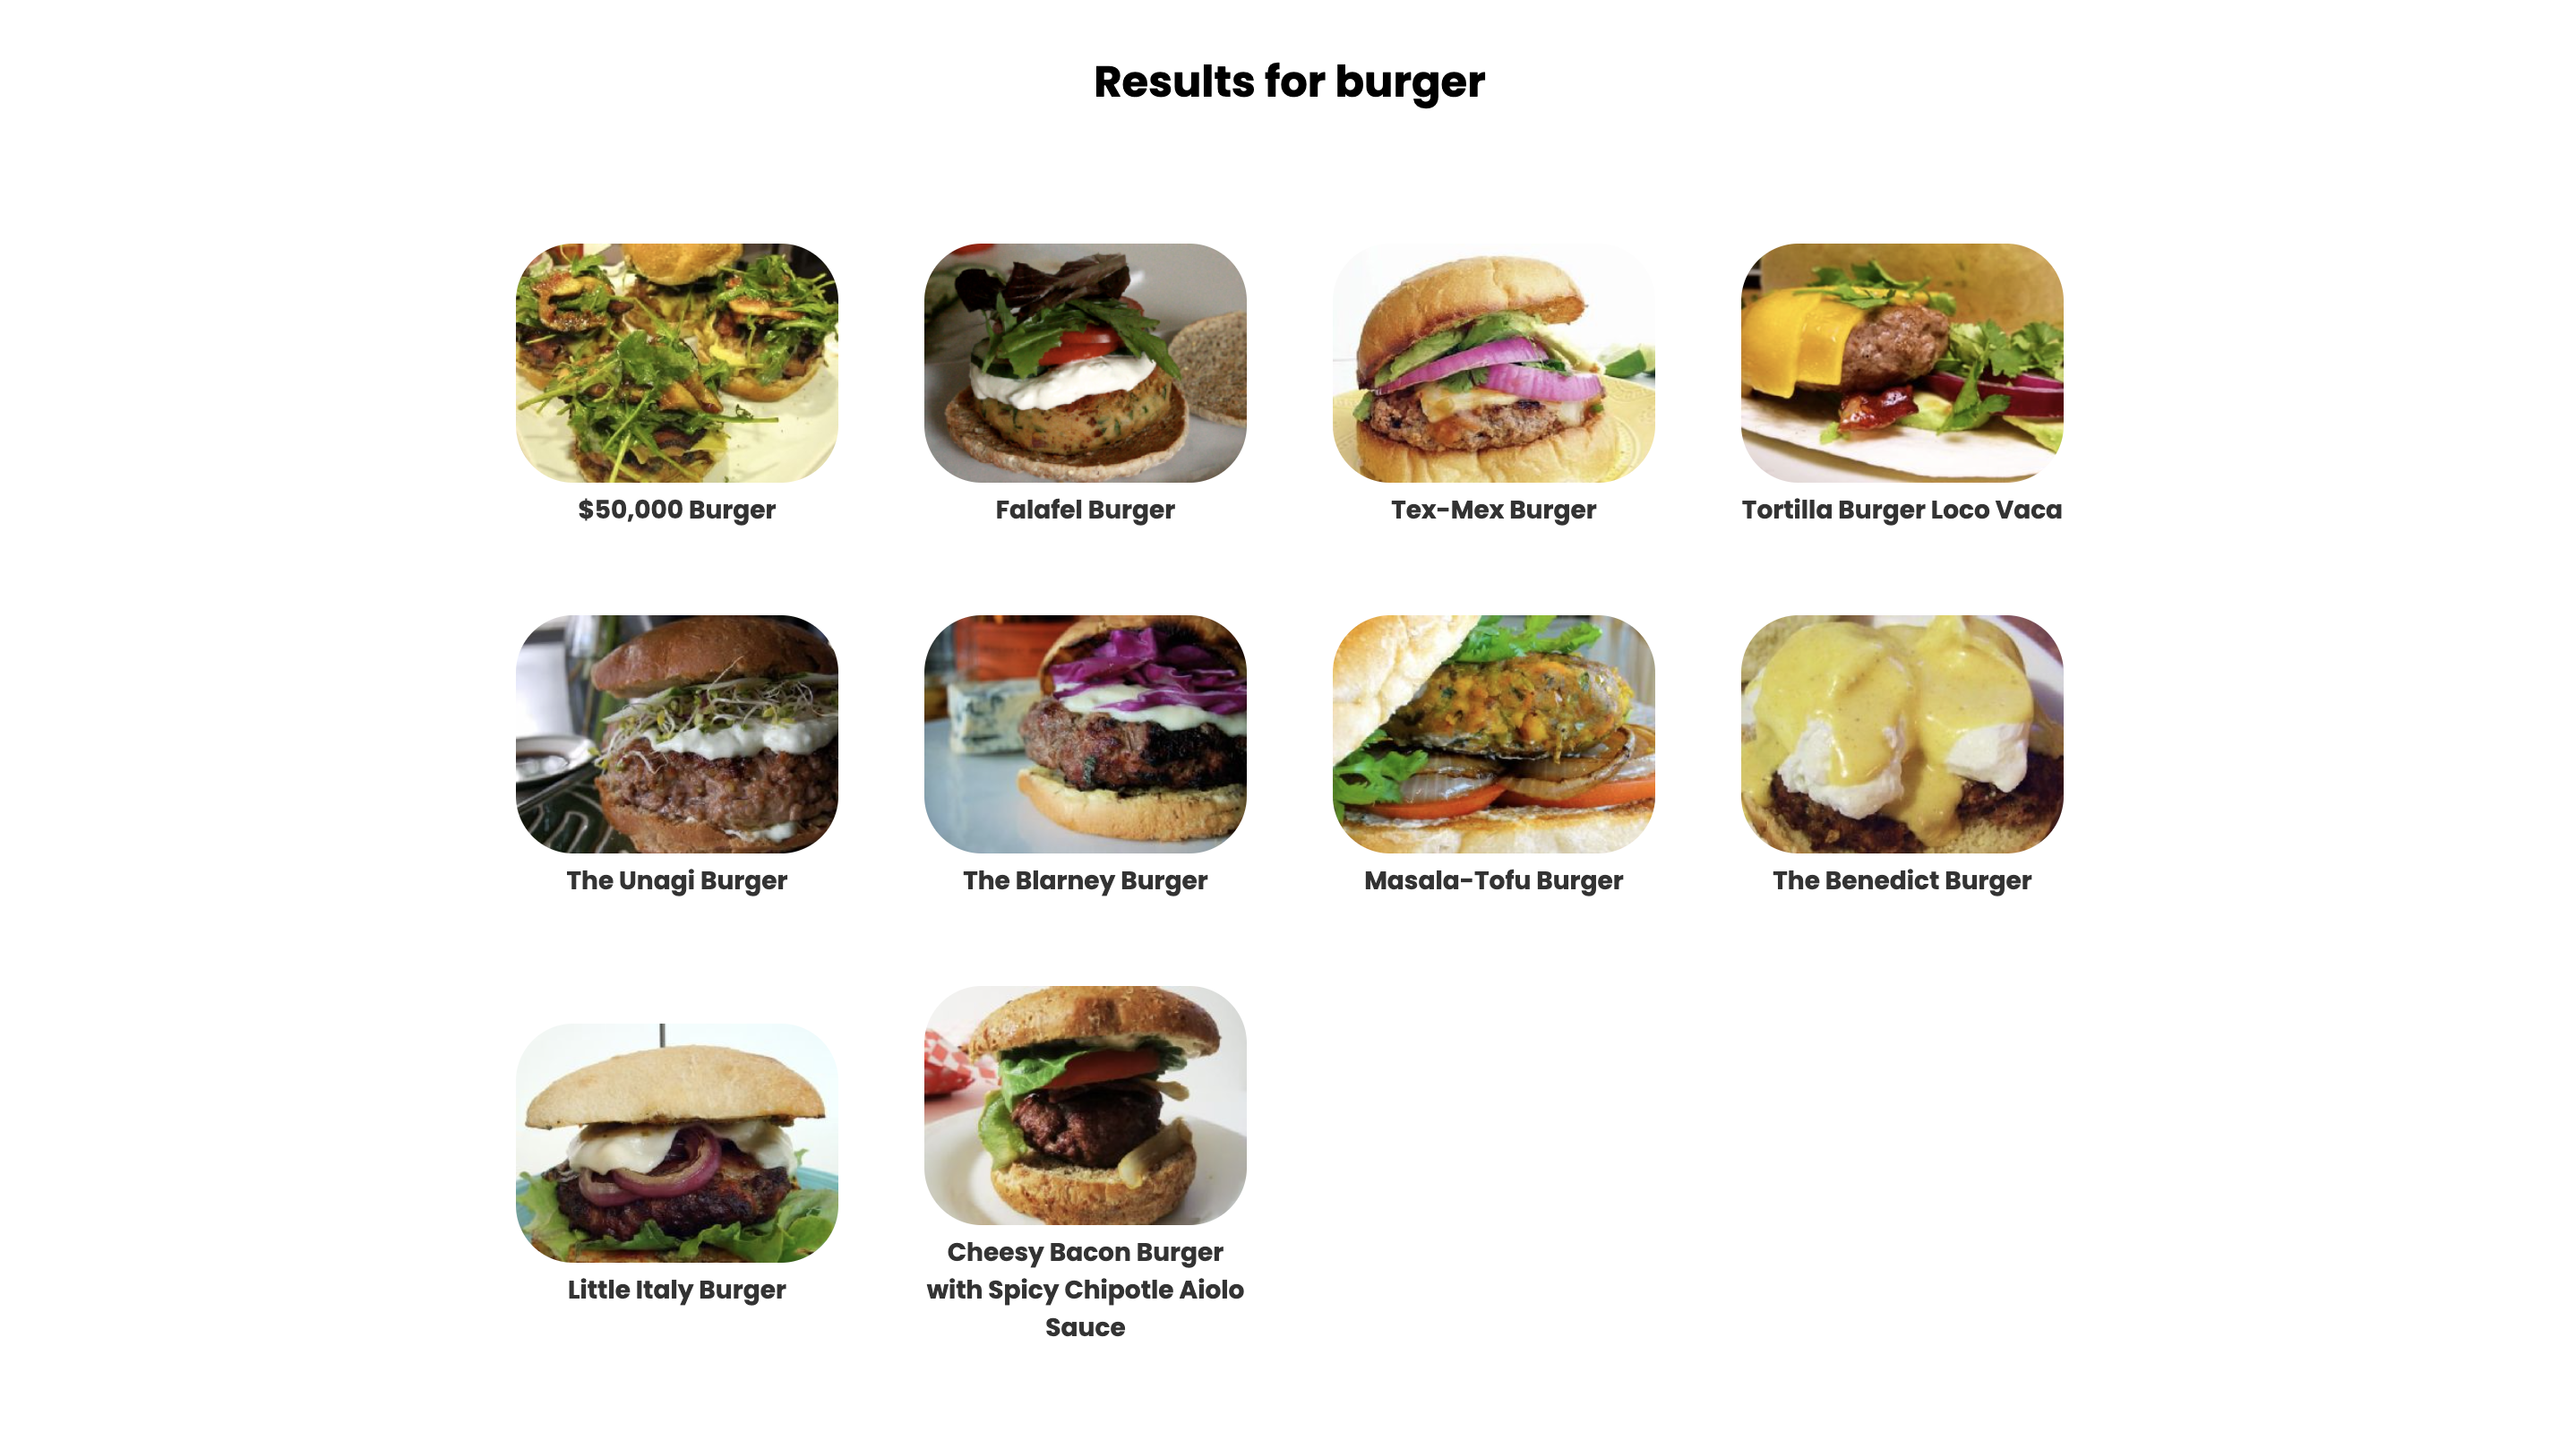 Results for burger
$50,000 Burger
Falafel Burger
Tex-Mex Burger
Tortilla Burger Loco Vaca
The Unagi Burger
The Blarney Burger
Masala-Tofu Burger
The Benedict Burger
Little Italy Burger
Cheesy Bacon Burger
with Spicy Chipotle Aiolo
Sauce